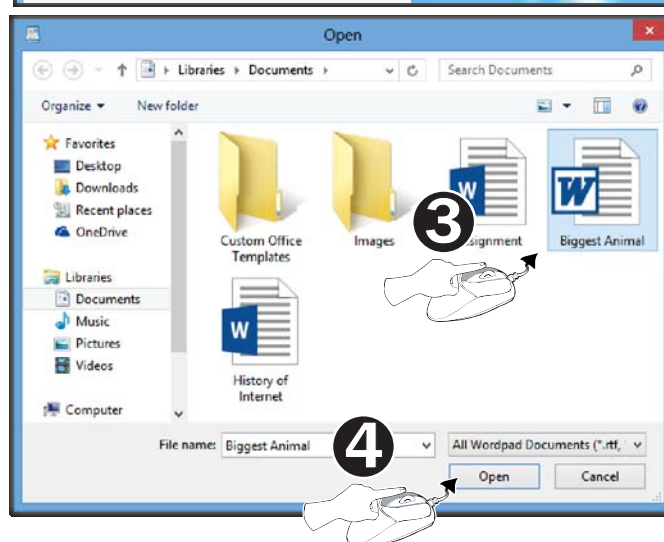 Open
Libraries Documents Search Documents
Organize New folder
Favorites
Desktop
Downloads
Recent places
OneDrive
Libraries
Documents
Music
Pictures
Videos
Computer
Custom Office
Templates
Images
W
signment
W
Biggest Animal
W
History of
Internet
3
File name: Biggest Animal All Wordpad Documents (*.rtf,
4
Open Cancel